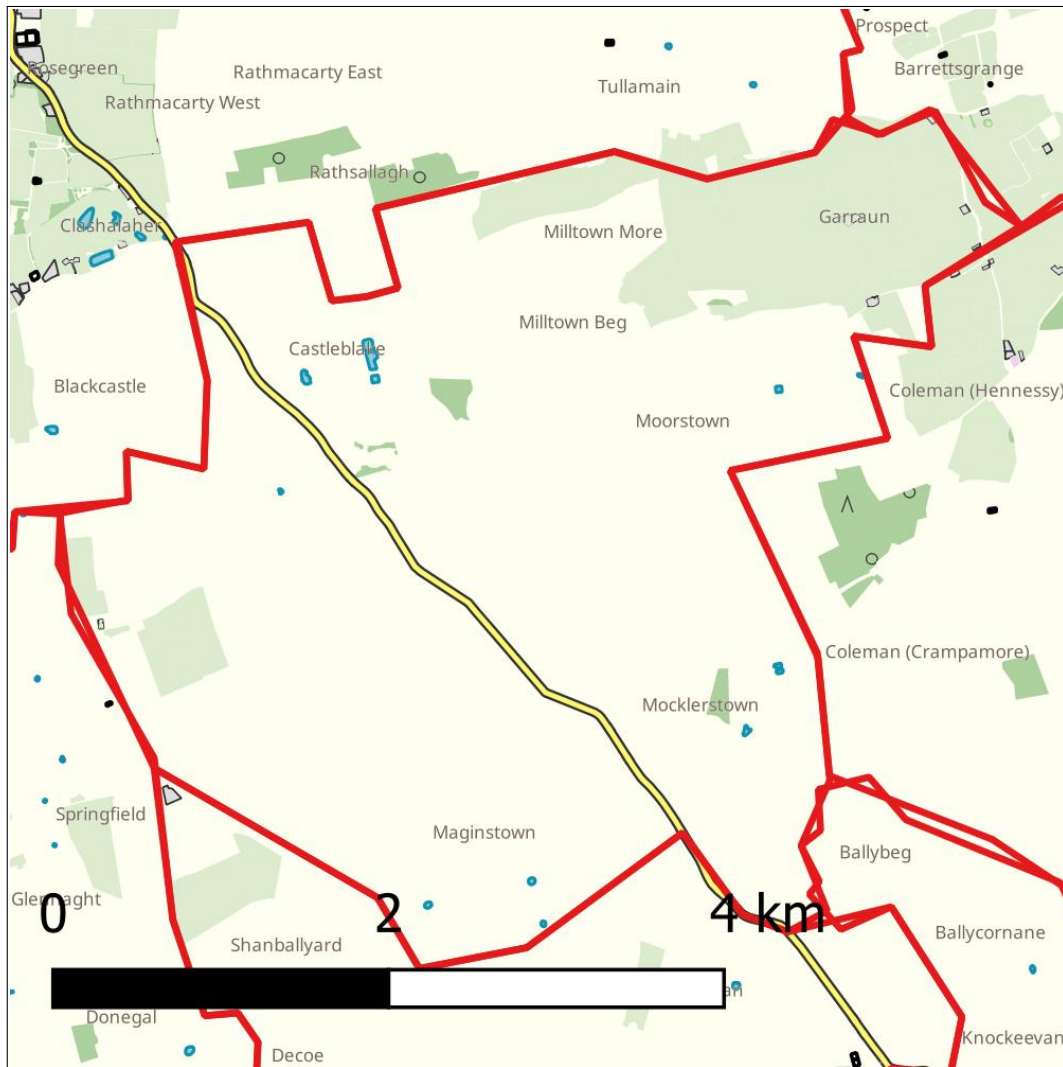 Prospect
Rosegreen
Rathmacarty East
Barrettsgrange
Tullamain
Rathmacarty West
Rathsallagh
Garraun
Clashalaher
Milltown More
Milltown Beg
Castleblake
Blackcastle
Coleman (Hennessy)
Moorstown
Coleman (Crampamore)
Mocklerstown
Springfield
Maginstown
Ballybeg
0 2 4 km
Shanballyard
Ballycornane
Donegal
Knockeevan
Decoe